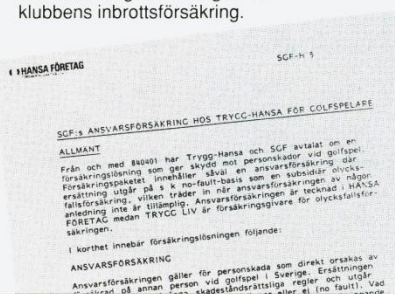 klubbens inbrottsförsäkring.
HANSA FÖRETAG
SGF-H 3
SGF:s ANSVARSFÖRSÄKRING HOS TRYGG-HANSA FÖR GOLFSPELARE
ALLMÄNT
Från och med 840401 har Trygg-Hansa och SGF avtalat om en
försäkringslösning som ger skydd mot personskador vid golfspel.
Försäkringspaketet innehåller såväl en ansvarsförsäkring där
ersättning utgår på s k no-fault-basis som en subsidiär olycks-
fallsförsäkring, vilken träder in när ansvarsförsäkringen av någon
anledning inte är tillämplig. Ansvarsförsäkringen är tecknad i HANSA
FÖRETAG medan TRYGG LIV är försäkringsgivare för olycksfallsför-
säkringen.
I korthet innebär försäkringslösningen följande:
ANSVARSFÖRSÄKRING
Ansvarsförsäkringen gäller för personskada som direkt orsakas av
på annan person vid golfspel i Sverige. Ersättningen
skadeståndsrättsliga regler och utgår
eller ej (no fault). Vad